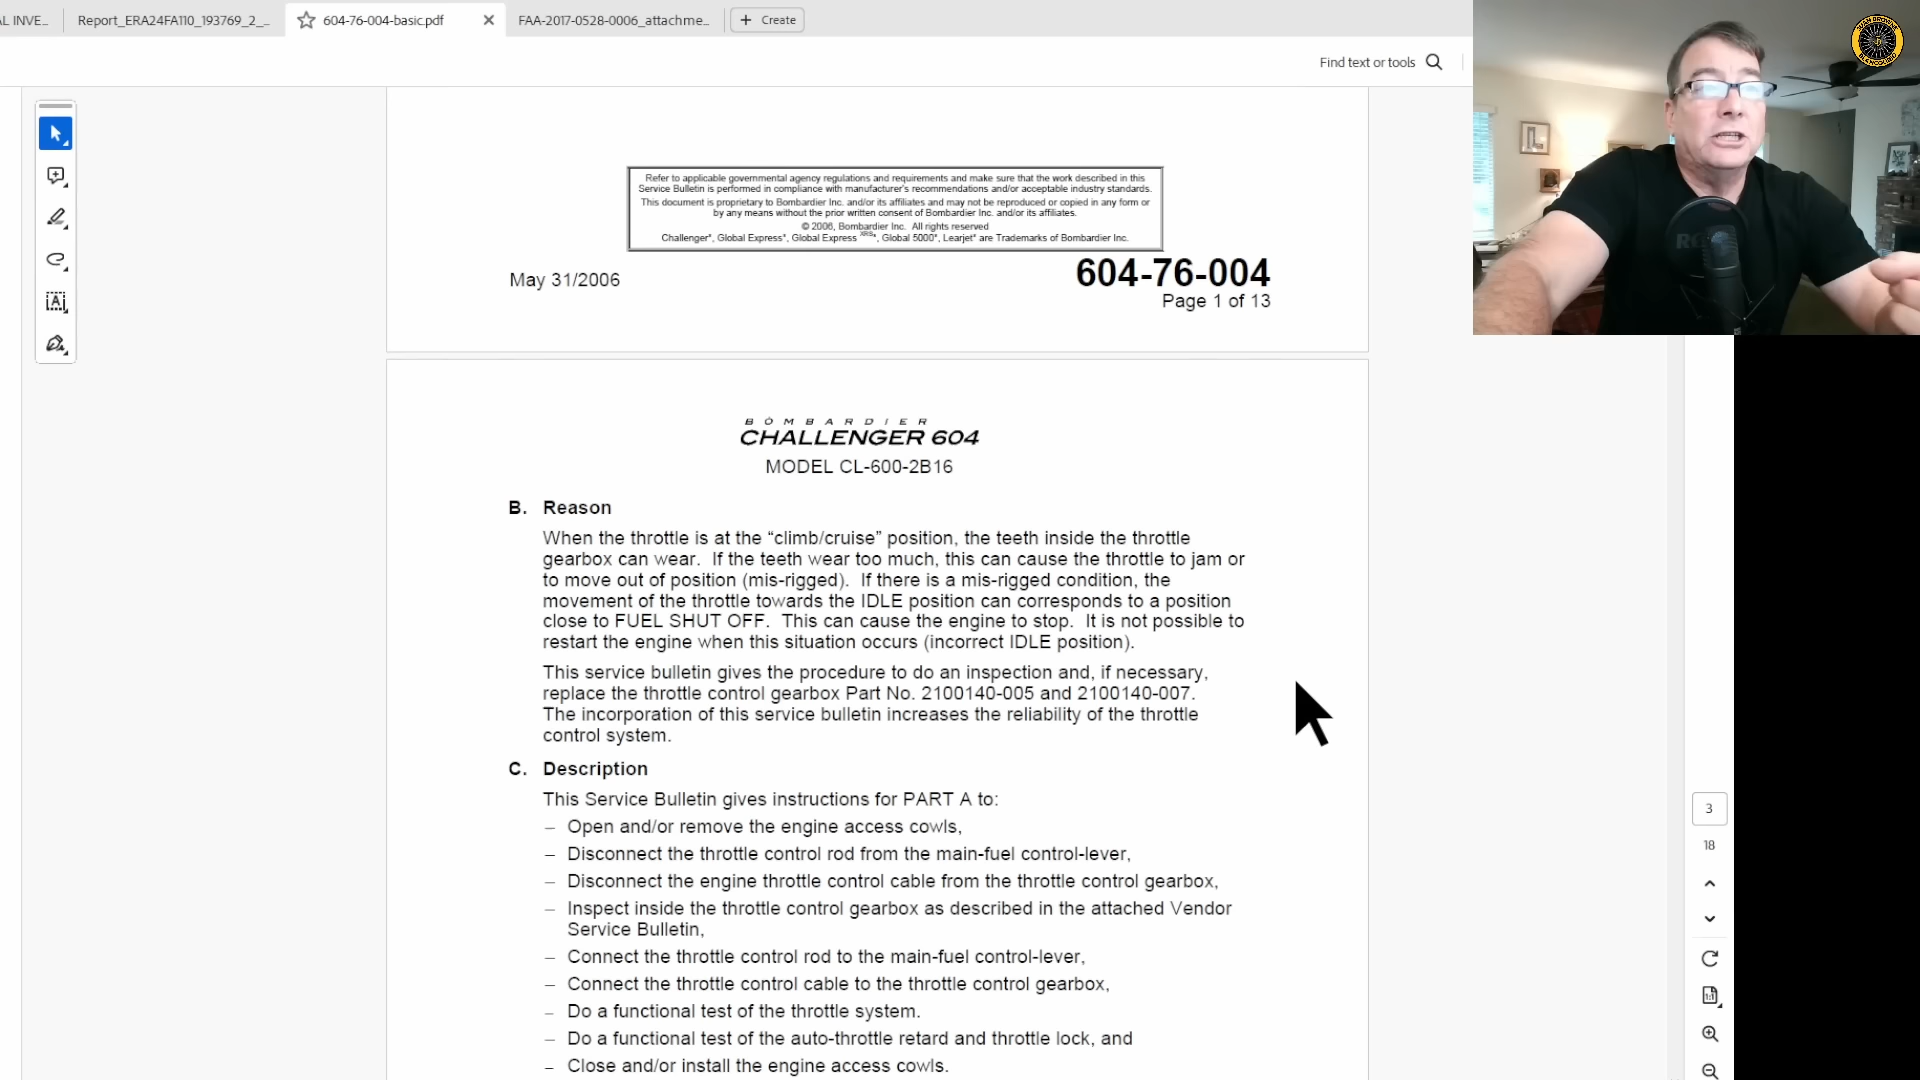 AL INVE...
Report_ERA24FA110_193769_2_...
604-76-004-basic.pdf
FAA-2017-0528-0006_attachme...
Create
Find text or tools
Refer to applicable governmental agency regulations and requirements and make sure that the work described in this
Service Bulletin is performed in compliance with manufacturer's recommendations and/or acceptable industry standards.
This document is proprietary to Bombardier Inc. and/or its affiliates and may not be reproduced or copied in any form or
by any means without the prior written consent of Bombardier Inc. and/or its affiliates.
© 2006, Bombardier Inc. All rights reserved
Challenger*, Global Express*, Global Express XRS*, Global 5000*, Learjet* are Trademarks of Bombardier Inc.
May 31/2006
604-76-004
Page 1 of 13
BOMBARDIER
CHALLENGER 604
MODEL CL-600-2B16
B. Reason
When the throttle is at the “climb/cruise” position, the teeth inside the throttle
gearbox can wear. If the teeth wear too much, this can cause the throttle to jam or
to move out of position (mis-rigged). If there is a mis-rigged condition, the
movement of the throttle towards the IDLE position can corresponds to a position
close to FUEL SHUT OFF. This can cause the engine to stop. It is not possible to
restart the engine when this situation occurs (incorrect IDLE position).
This service bulletin gives the procedure to do an inspection and, if necessary,
replace the throttle control gearbox Part No. 2100140-005 and 2100140-007.
The incorporation of this service bulletin increases the reliability of the throttle
control system.
C. Description
This Service Bulletin gives instructions for PART A to:
– Open and/or remove the engine access cowls,
– Disconnect the throttle control rod from the main-fuel control-lever,
– Disconnect the engine throttle control cable from the throttle control gearbox,
– Inspect inside the throttle control gearbox as described in the attached Vendor
Service Bulletin,
– Connect the throttle control rod to the main-fuel control-lever,
– Connect the throttle control cable to the throttle control gearbox,
– Do a functional test of the throttle system.
– Do a functional test of the auto-throttle retard and throttle lock, and
– Close and/or install the engine access cowls.
3
18